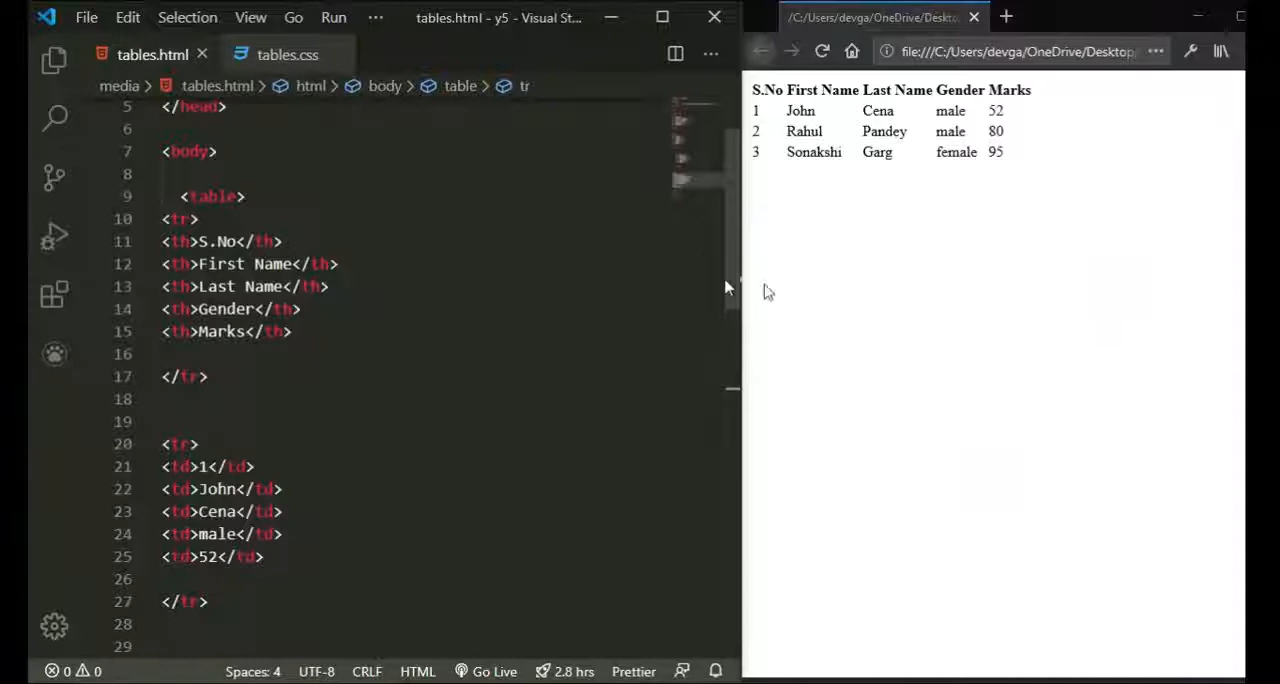 File Edit Selection View Go Run ··· tables.html - y5 - Visual St...
tables.html tables.css
media > tables.html > html > body > table > tr
5 </head>
6
7 <body>
8
9 <table>
10 <tr>
11 <th>S.No</th>
12 <th>First Name</th>
13 <th>Last Name</th>
14 <th>Gender</th>
15 <th>Marks</th>
16
17 </tr>
18
19
20 <tr>
21 <td>1</td>
22 <td>John</td>
23 <td>Cena</td>
24 <td>male</td>
25 <td>52</td>
26
27 </tr>
28
29
0 0 Spaces: 4 UTF-8 CRLF HTML Go Live 2.8 hrs Prettier
/C:/Users/devga/OneDrive/Deskto
file:///C:/Users/devga/OneDrive/Desktop
S.No First Name Last Name Gender Marks
1 John Cena male 52
2 Rahul Pandey male 80
3 Sonakshi Garg female 95